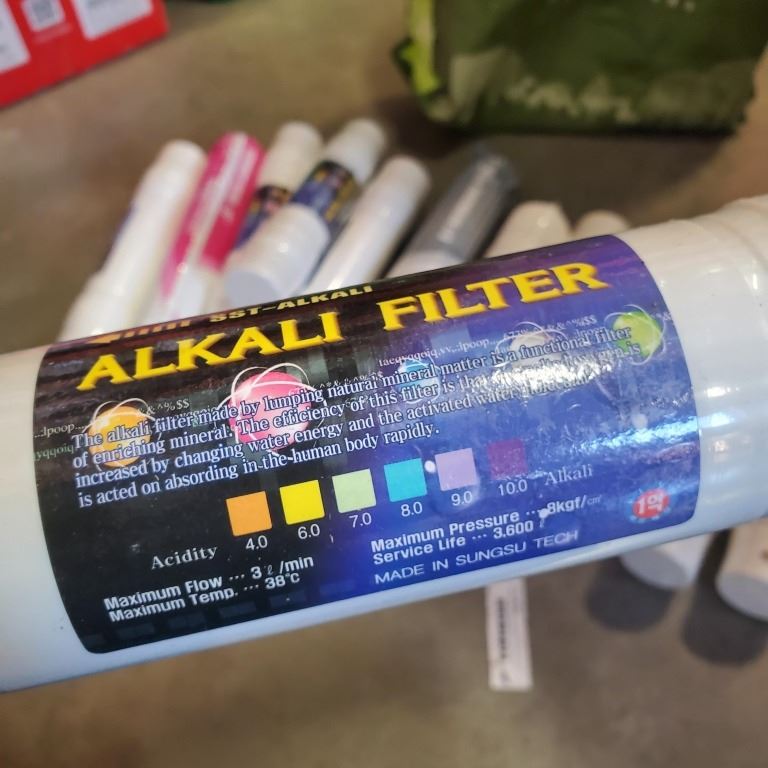 SST-ALKALI
ALKALI FILTER
The alkali filter made by lumping natural mineral matter is a functional filter
of enriching mineral. The efficiency of this filter is that
increased by changing water energy and the activated water
is acted on absording in the human body rapidly.
Acidity 4.0 6.0 7.0 8.0 9.0 10.0 Alkali
Maximum Flow ··· 3ℓ/min
Maximum Temp. ··· 38°C
Maximum Pressure ··· 8kgf/cm²
Service Life ··· 3.600ℓ
MADE IN SUNGSU TECH